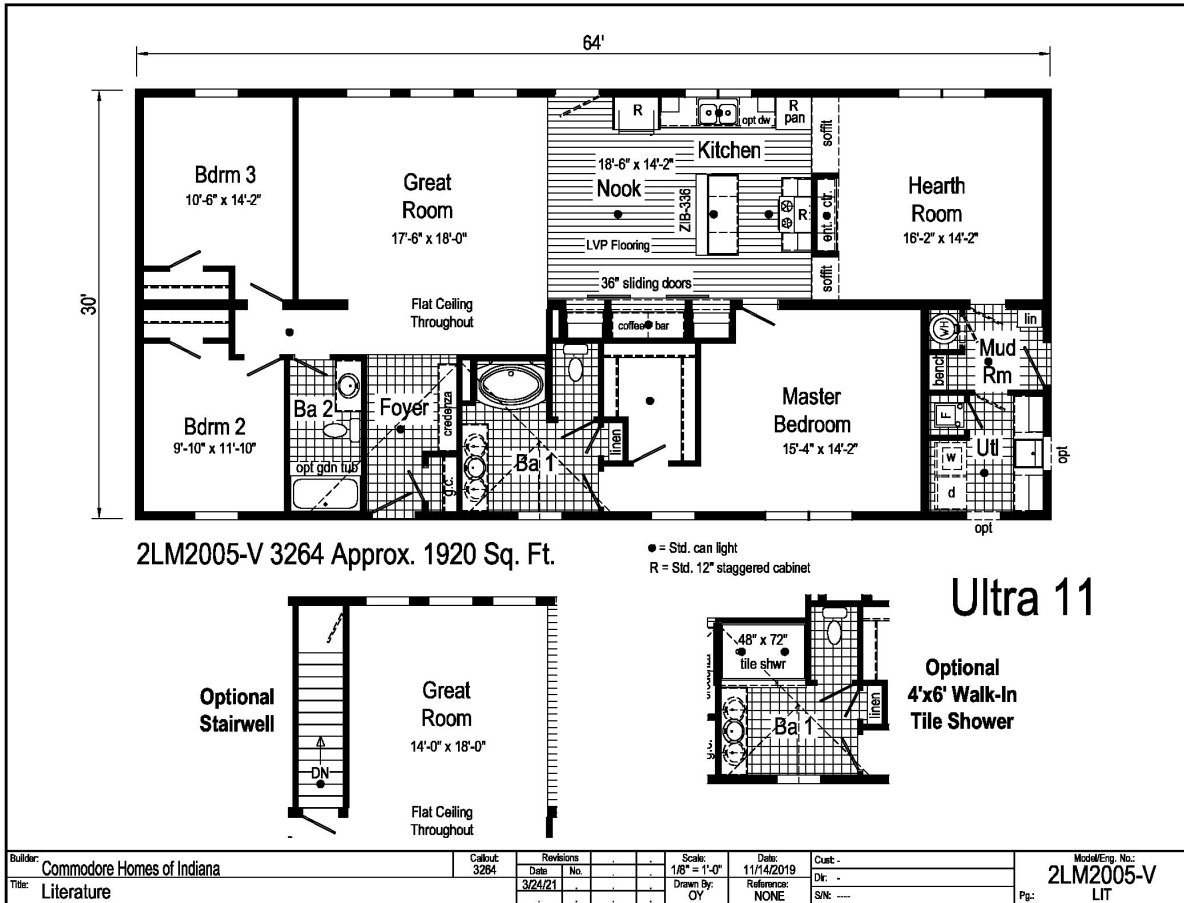 64'
30'
Bdrm 3
10'-6" x 14'-2"
Great
Room
17'-6" x 18'-0"
Flat Ceiling
Throughout
R
opt dw
R
pan
Kitchen
18'-6" x 14'-2"
Nook
ZIB-336
R
LVP Flooring
36" sliding doors
soffit
ent. ctr.
soffit
Hearth
Room
16'-2" x 14'-2"
coffee bar
WH
lin
Mud
Rm
bench
Bdrm 2
9'-10" x 11'-10"
Ba 2
opt gdn tub
Foyer
credenza
g.c.
Ba 1
linen
Master
Bedroom
15'-4" x 14'-2"
F
Utl
W
d
opt
opt
2LM2005-V 3264 Approx. 1920 Sq. Ft.
● = Std. can light
R = Std. 12" staggered cabinet
Ultra 11
Optional
Stairwell
DN
Great
Room
14'-0" x 18'-0"
Flat Ceiling
Throughout
48" x 72"
tile shwr
Ba 1
linen
g.c.
Optional
4'x6' Walk-In
Tile Shower
Builder: Commodore Homes of Indiana
Title: Literature
Callout:
3264
Revisions
Date No.
3/24/21
Scale:
1/8" = 1'-0"
Drawn By:
OY
Date:
11/14/2019
Reference:
NONE
Cust: -
Dlr: -
S/N: ----
Model/Eng. No.:
2LM2005-V
Pg.: LIT